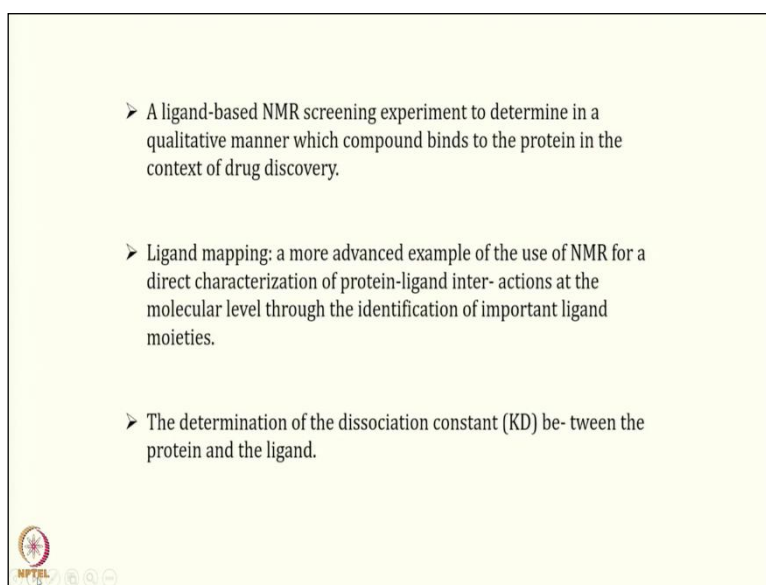 ➤ A ligand-based NMR screening experiment to determine in a
qualitative manner which compound binds to the protein in the
context of drug discovery.
➤ Ligand mapping: a more advanced example of the use of NMR for a
direct characterization of protein-ligand inter- actions at the
molecular level through the identification of important ligand
moieties.
➤ The determination of the dissociation constant (KD) be- tween the
protein and the ligand.
NPTEL